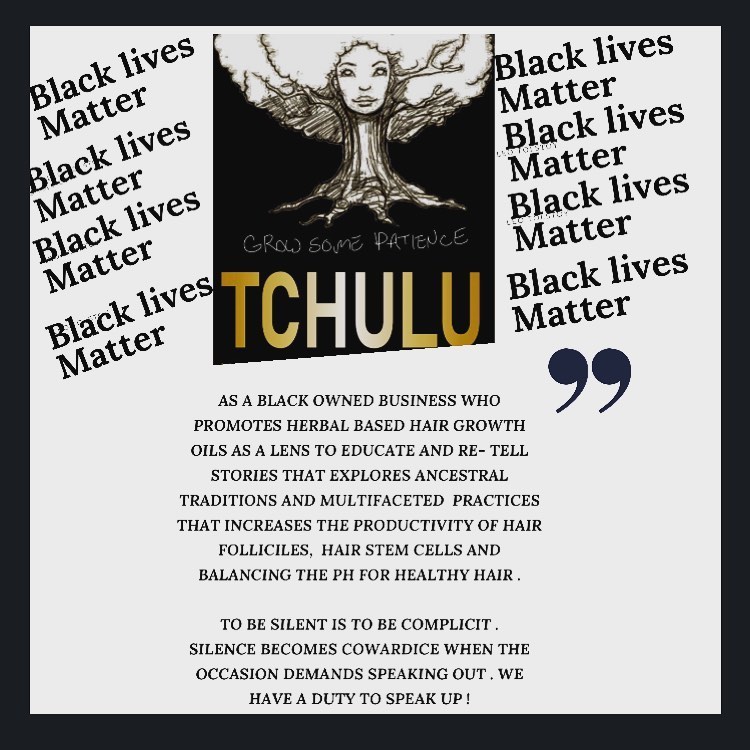 Black lives
Matter
Black lives
Matter
Black lives
Matter
Black lives
Matter
GROW SOME PATIENCE
TCHULU
Black lives
Matter
Black lives
LEO TOLSTOY
Matter
Black lives
LEO TOLSTOY
Matter
Black lives
Matter
”
AS A BLACK OWNED BUSINESS WHO
PROMOTES HERBAL BASED HAIR GROWTH
OILS AS A LENS TO EDUCATE AND RE- TELL
STORIES THAT EXPLORES ANCESTRAL
TRADITIONS AND MULTIFACETED PRACTICES
THAT INCREASES THE PRODUCTIVITY OF HAIR
FOLLICILES, HAIR STEM CELLS AND
BALANCING THE PH FOR HEALTHY HAIR .
TO BE SILENT IS TO BE COMPLICIT .
SILENCE BECOMES COWARDICE WHEN THE
OCCASION DEMANDS SPEAKING OUT . WE
HAVE A DUTY TO SPEAK UP !